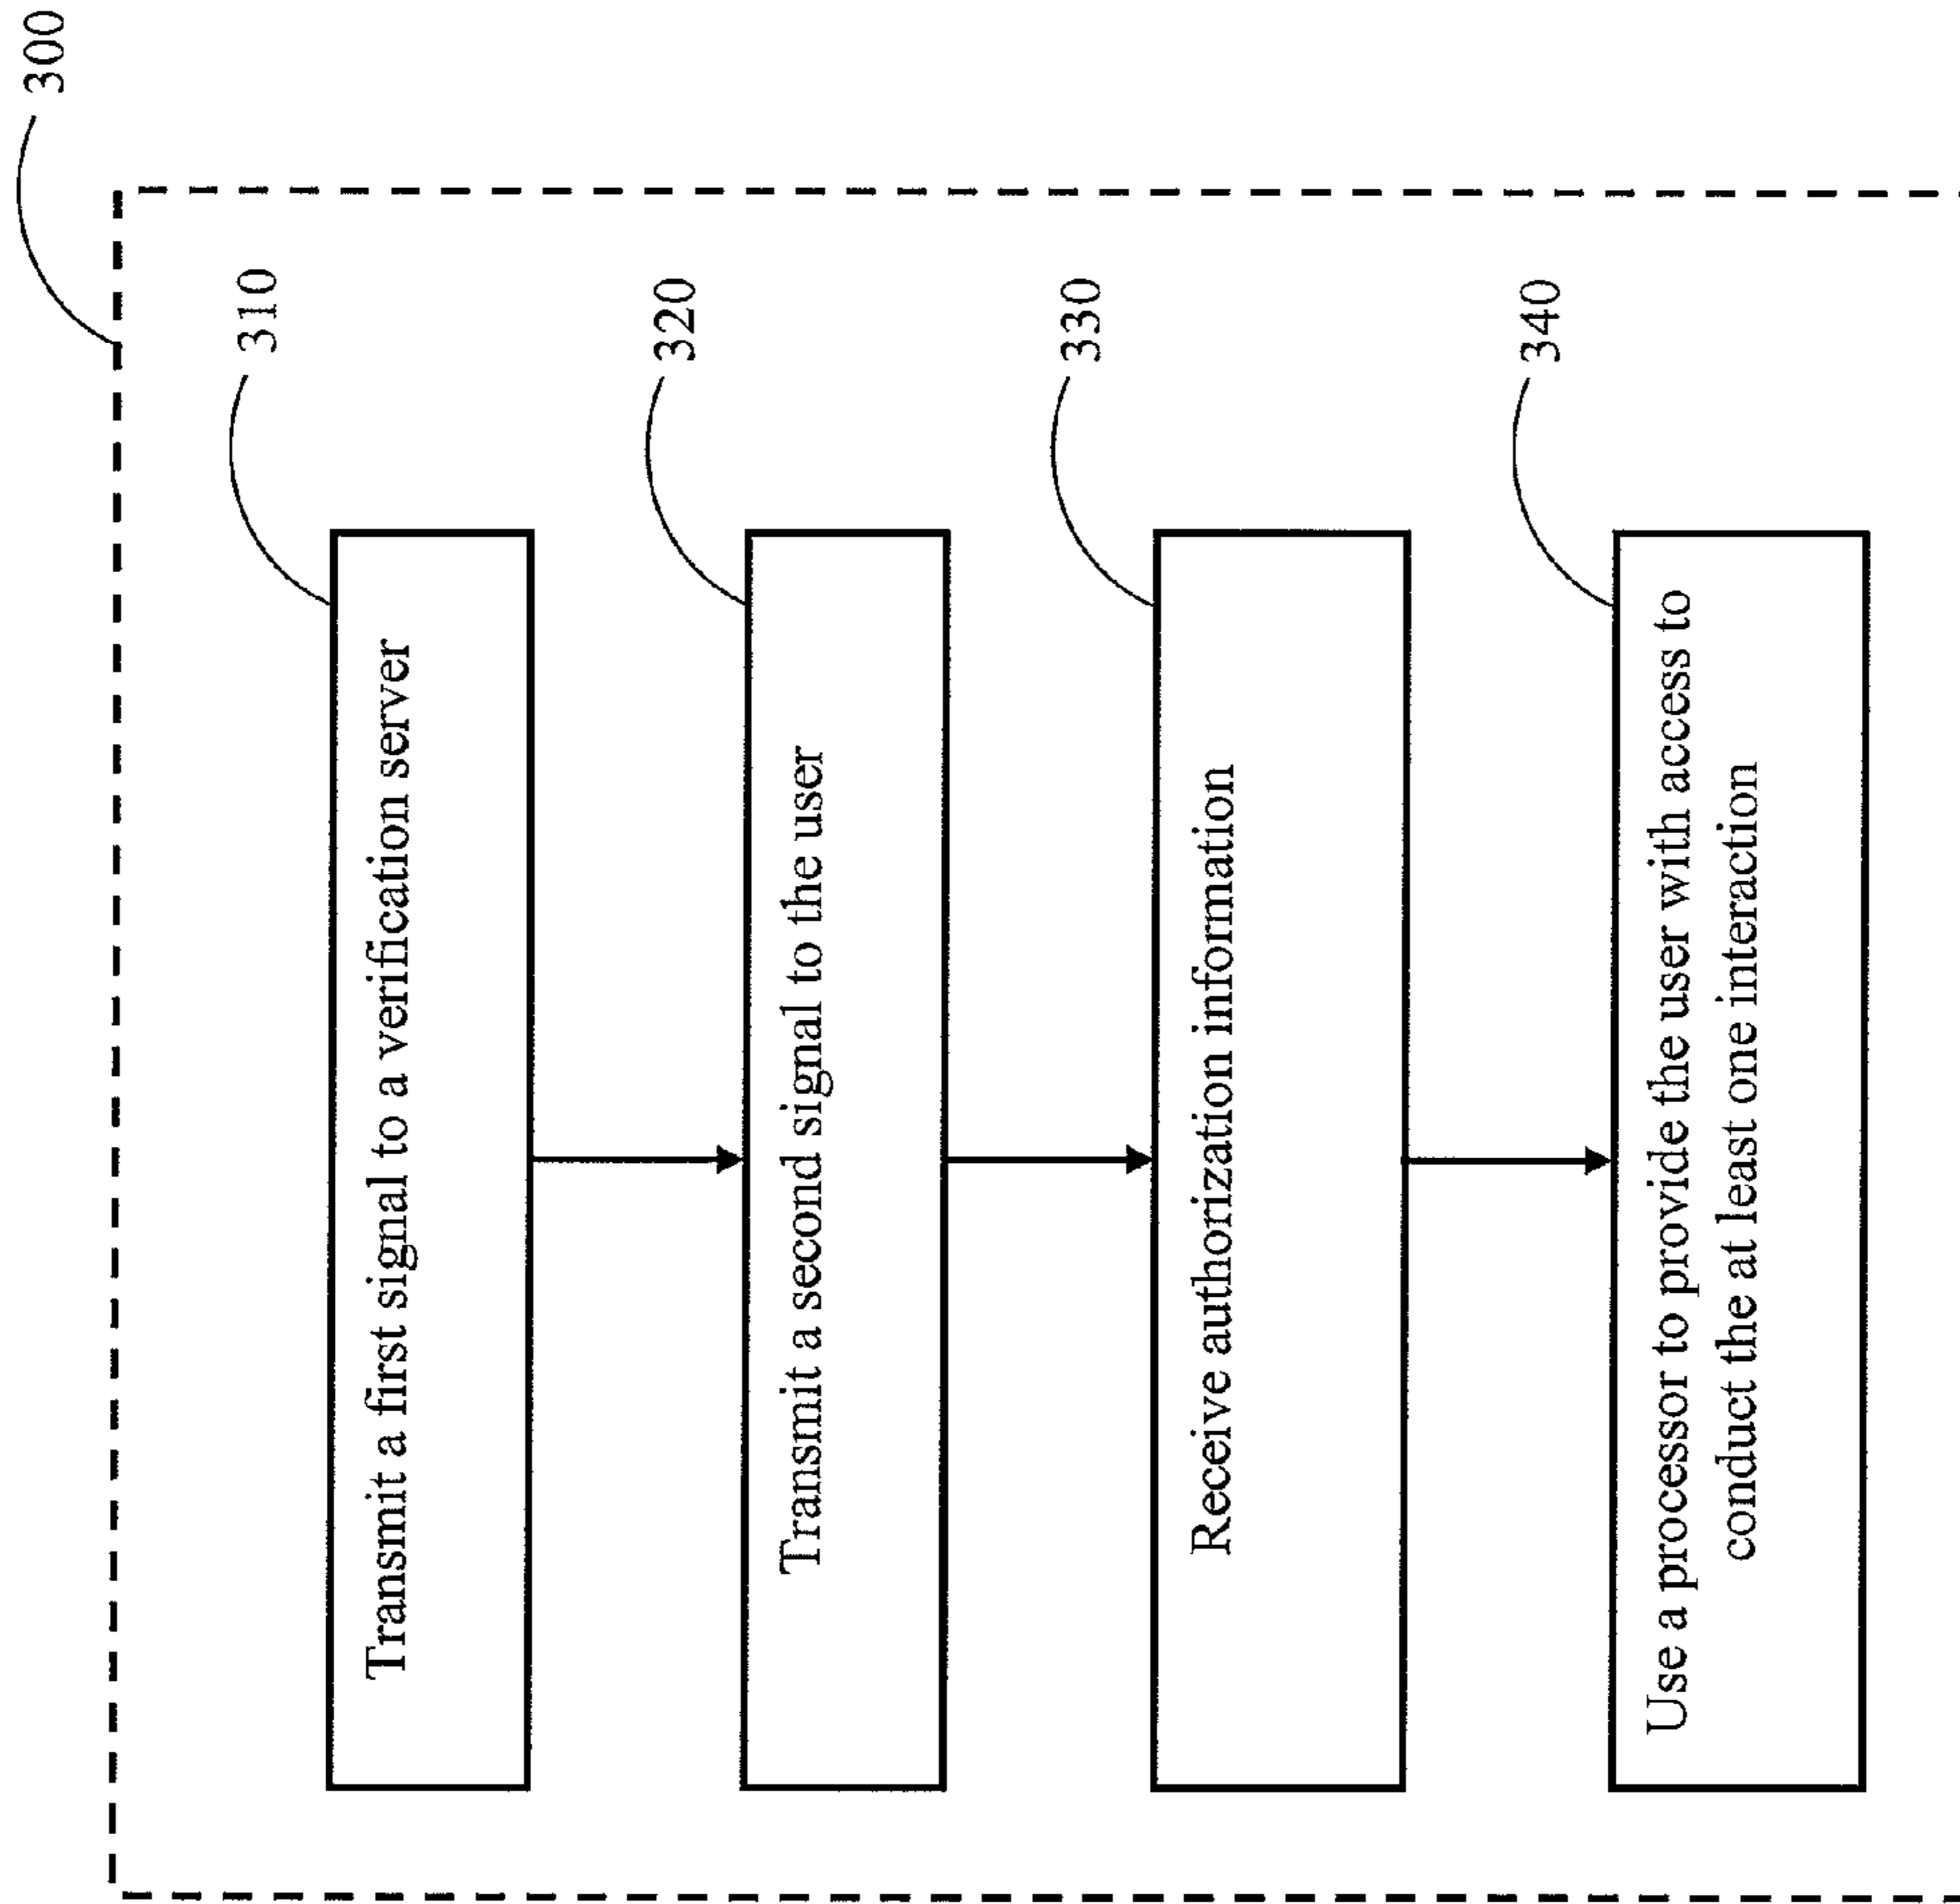 300
310
Transmit a first signal to a verification server
320
Transmit a second signal to the user
330
Receive authorization information
340
Use a processor to provide the user with access to
conduct the at least one interaction